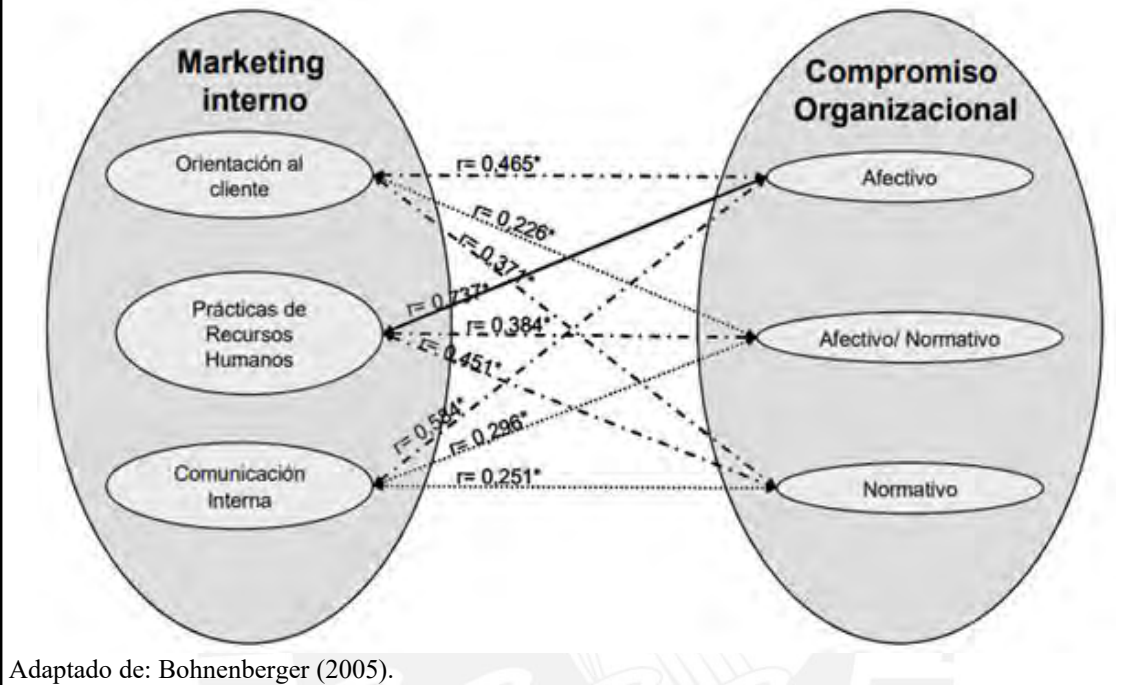 Marketing
interno
Compromiso
Organizacional
Orientación al
cliente
r= 0,465*
Afectivo
r= 0,226*
r= 0,371*
r= 0,737*
Prácticas de
Recursos
Humanos
r= 0,384*
Afectivo/ Normativo
r= 0,451*
r= 0,584*
r= 0,296*
Comunicación
Interna
r= 0,251*
Normativo
Adaptado de: Bohnenberger (2005).